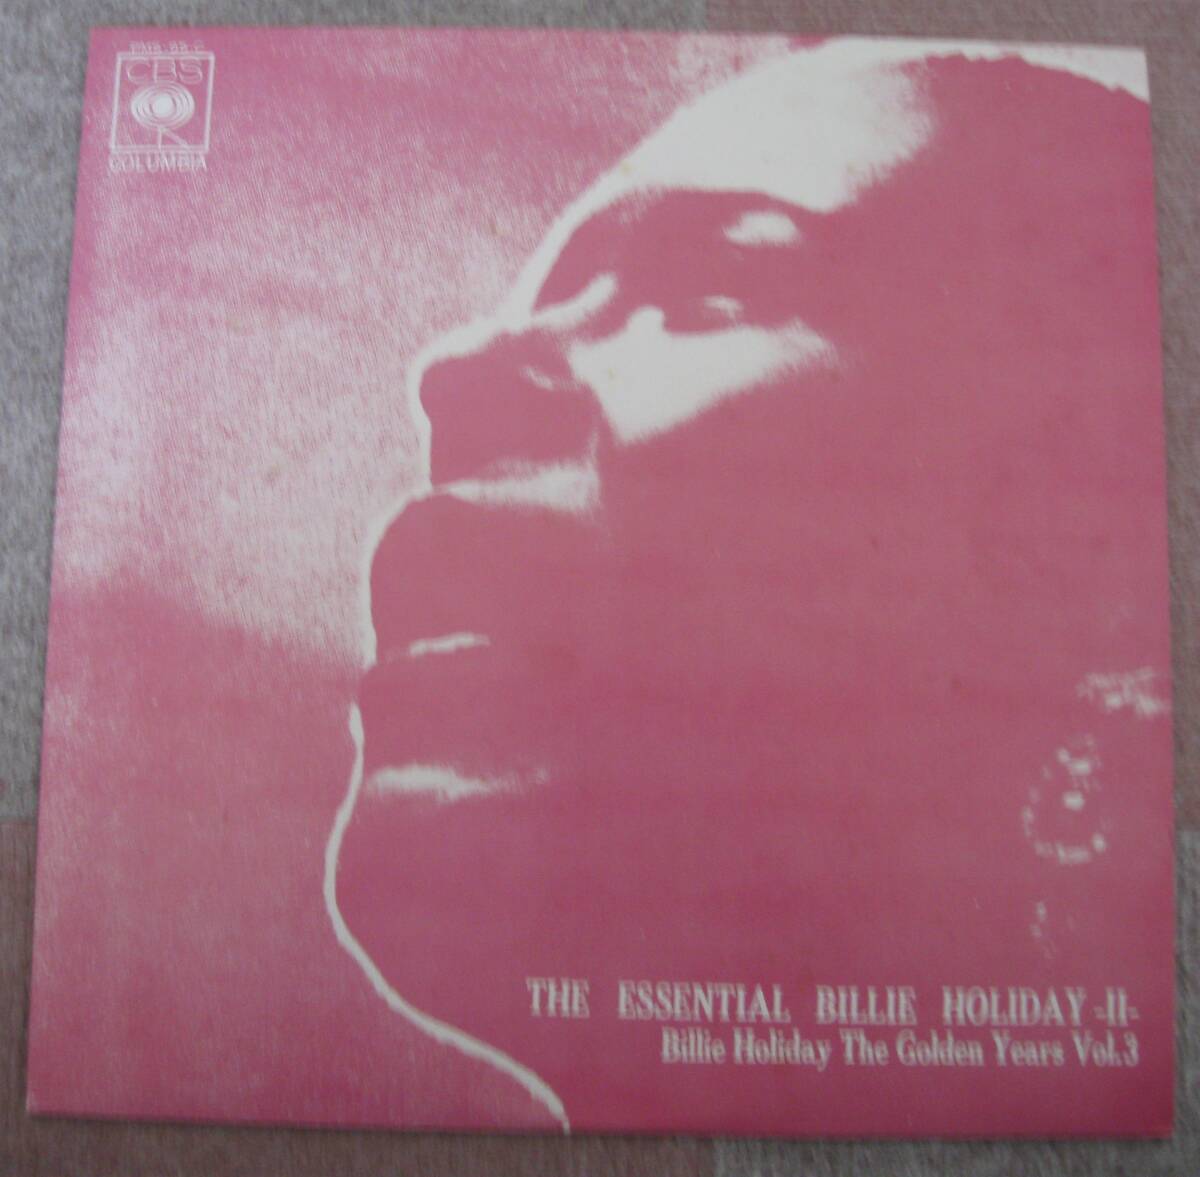 CBS
COLUMBIA
THE ESSENTIAL BILLIE HOLIDAY -II-
Billie Holiday The Golden Years Vol.3